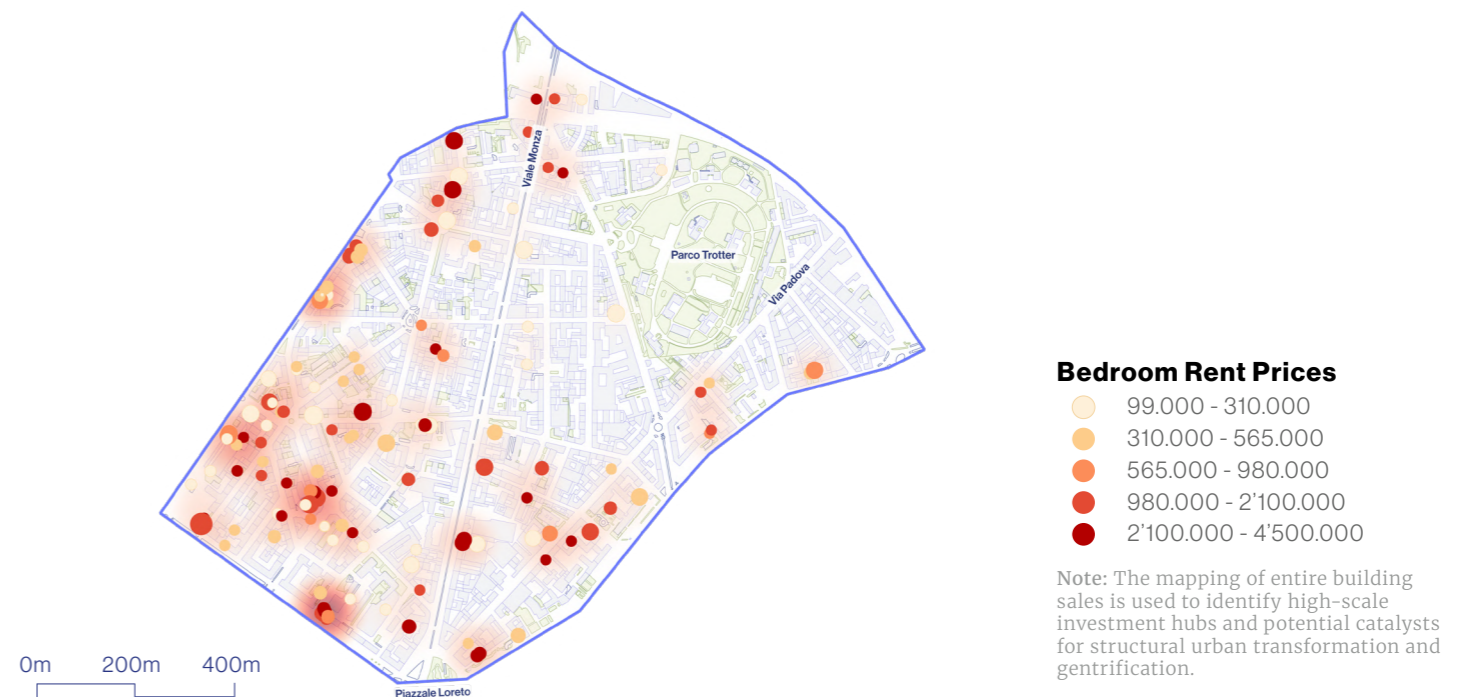 Viale Monza
Parco Trotter
Via Padova
Bedroom Rent Prices
99.000 - 310.000
310.000 - 565.000
565.000 - 980.000
980.000 - 2'100.000
2'100.000 - 4'500.000
Note: The mapping of entire building
sales is used to identify high-scale
investment hubs and potential catalysts
for structural urban transformation and
gentrification.
0m 200m 400m
Piazzale Loreto